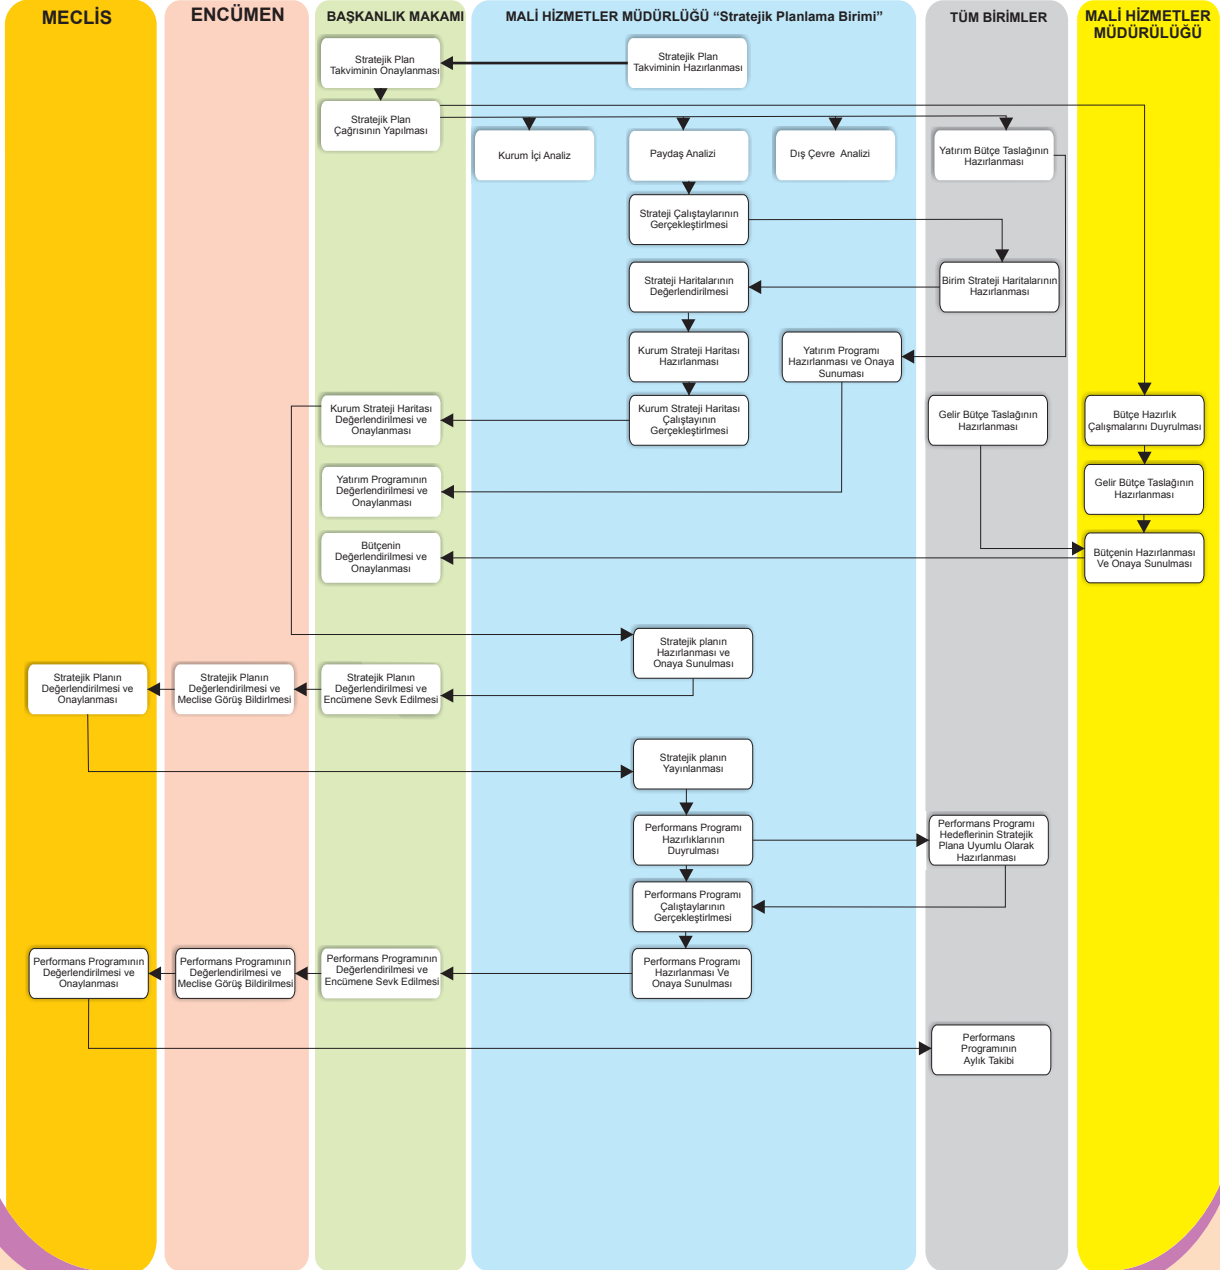 MECLİS
ENCÜMEN
BAŞKANLIK MAKAMI
MALİ HİZMETLER MÜDÜRLÜĞÜ “Stratejik Planlama Birimi”
TÜM BİRİMLER
MALİ HİZMETLER
MÜDÜRÜLÜĞÜ
Stratejik Plan
Takviminin Onaylanması
Stratejik Plan
Takviminin Hazırlanması
Stratejik Plan
Çağrısının Yapılması
Kurum İçi Analiz
Paydaş Analizi
Dış Çevre Analizi
Yatırım Bütçe Taslağının
Hazırlanması
Strateji Çalıştaylarının
Gerçekleştirlmesi
Strateji Haritalarının
Değerlendirilmesi
Birim Strateji Haritalarının
Hazırlanması
Kurum Strateji Haritası
Hazırlanması
Yatırım Programı
Hazırlanması ve Onaya
Sunuması
Kurum Strateji Haritası
Değerlendirilmesi ve
Onaylanması
Kurum Strateji Haritası
Çalıştayının
Gerçekleştirlmesi
Gelir Bütçe Taslağının
Hazırlanması
Bütçe Hazırlık
Çalışmalarını Duyrulması
Yatırım Programının
Değerlendirilmesi ve
Onaylanması
Gelir Bütçe Taslağının
Hazırlanması
Bütçenin
Değerlendirilmesi ve
Onaylanması
Bütçenin Hazırlanması
Ve Onaya Sunulması
Stratejik planın
Hazırlanması ve
Onaya Sunulması
Stratejik Planın
Değerlendirilmesi ve
Onaylanması
Stratejik Planın
Değerlendirilmesi ve
Meclise Görüş Bildirlmesi
Stratejik Planın
Değerlendirilmesi ve
Encümene Sevk Edilmesi
Stratejik planın
Yayınlanması
Performans Programı
Hazırlıklarının
Duyrulması
Performans Programı
Hedeflerinin Stratejik
Plana Uyumlu Olarak
Hazırlanması
Performans Programı
Çalıştaylarının
Gerçekleştirlmesi
Performans Programının
Değerlendirilmesi ve
Onaylanması
Performans Programının
Değerlendirilmesi ve
Meclise Görüş Bildirilmesi
Performans Programının
Değerlendirilmesi ve
Encümene Sevk Edilmesi
Performans Programı
Hazırlanması Ve
Onaya Sunulması
Performans
Programının
Aylık Takibi